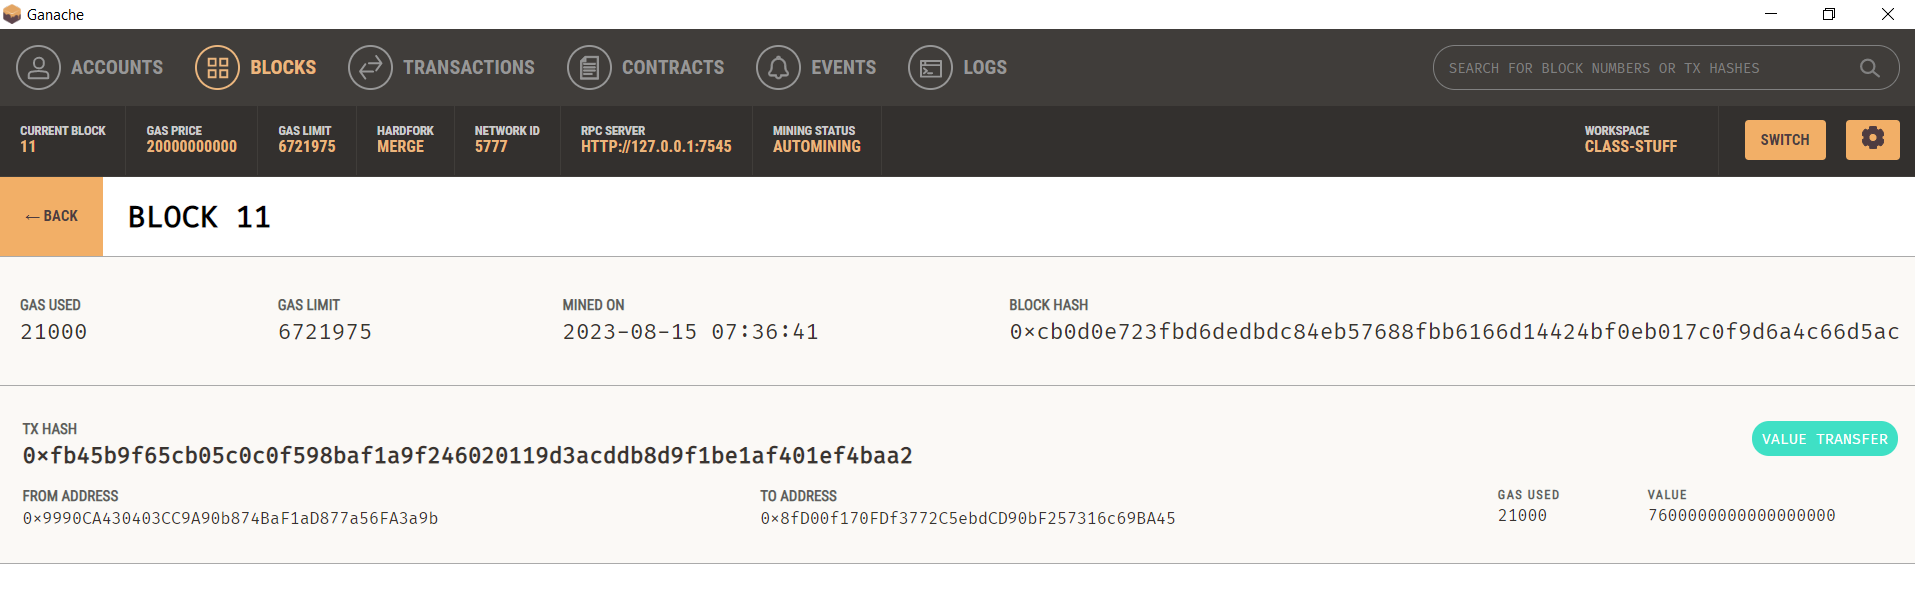 Ganache
ACCOUNTS BLOCKS TRANSACTIONS CONTRACTS EVENTS LOGS SEARCH FOR BLOCK NUMBERS OR TX HASHES
CURRENT BLOCK GAS PRICE GAS LIMIT HARDFORK NETWORK ID RPC SERVER MINING STATUS WORKSPACE
11 20000000000 6721975 MERGE 5777 HTTP://127.0.0.1:7545 AUTOMINING CLASS-STUFF SWITCH
← BACK BLOCK 11
GAS USED GAS LIMIT MINED ON BLOCK HASH
21000 6721975 2023-08-15 07:36:41 0×cb0d0e723fbd6dedbdc84eb57688fbb6166d14424bf0eb017c0f9d6a4c66d5ac
TX HASH
0×fb45b9f65cb05c0c0f598baf1a9f246020119d3acddb8d9f1be1af401ef4baa2 VALUE TRANSFER
FROM ADDRESS TO ADDRESS GAS USED VALUE
0×9990CA430403CC9A90b874BaF1aD877a56FA3a9b 0×8fD00f170FDf3772C5ebdCD90bF257316c69BA45 21000 7600000000000000000